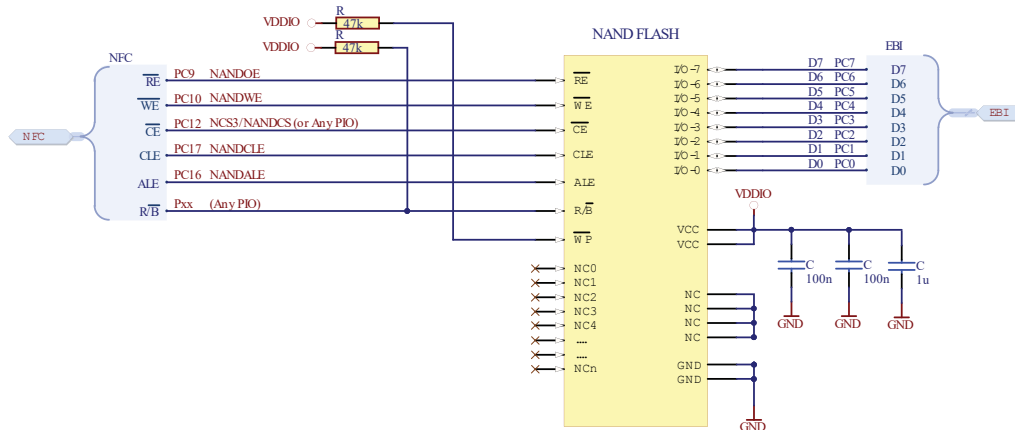 R
VDDIO 47k
R
VDDIO 47k
NAND FLASH
NFC
EBI
NFC
RE PC9 NANDOE RE
WE PC10 NANDWE WE
CE PC12 NCS3/NANDCS (or Any PIO) CE
CLE PC17 NANDCLE CLE
ALE PC16 NANDALE ALE
R/B Pxx (Any PIO) R/B
WP
NC0
NC1
NC2
NC3
NC4
....
....
NCn
I/O-7 D7 PC7 D7
I/O-6 D6 PC6 D6
I/O-5 D5 PC5 D5
I/O-4 D4 PC4 D4
I/O-3 D3 PC3 D3
I/O-2 D2 PC2 D2
I/O-1 D1 PC1 D1
I/O-0 D0 PC0 D0
EBI
VDDIO
VCC
VCC
C
100n
C
100n
C
1u
NC
NC
NC
NC
GND
GND
GND
GND
GND
GND